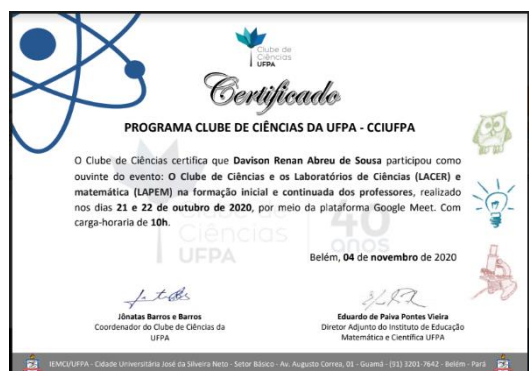 Clube de
Ciências
UFPA
Certificado
PROGRAMA CLUBE DE CIÊNCIAS DA UFPA - CCIUFPA
O Clube de Ciências certifica que Davison Renan Abreu de Sousa participou como
ouvinte do evento: O Clube de Ciências e os Laboratórios de Ciências (LACER) e
matemática (LAPEM) na formação inicial e continuada dos professores, realizado
nos dias 21 e 22 de outubro de 2020, por meio da plataforma Google Meet. Com
carga-horaria de 10h.
Clube de
Ciências
UFPA
40
anos
Belém, 04 de novembro de 2020
Jônatas Barros e Barros
Coordenador do Clube de Ciências da
UFPA
Eduardo de Paiva Pontes Vieira
Diretor Adjunto do Instituto de Educação
Matemática e Científica UFPA
IEMCI/UFPA - Cidade Universitária José da Silveira Neto - Setor Básico - Av. Augusto Correa, 01 - Guamá - (91) 3201-7642 - Belém - Pará